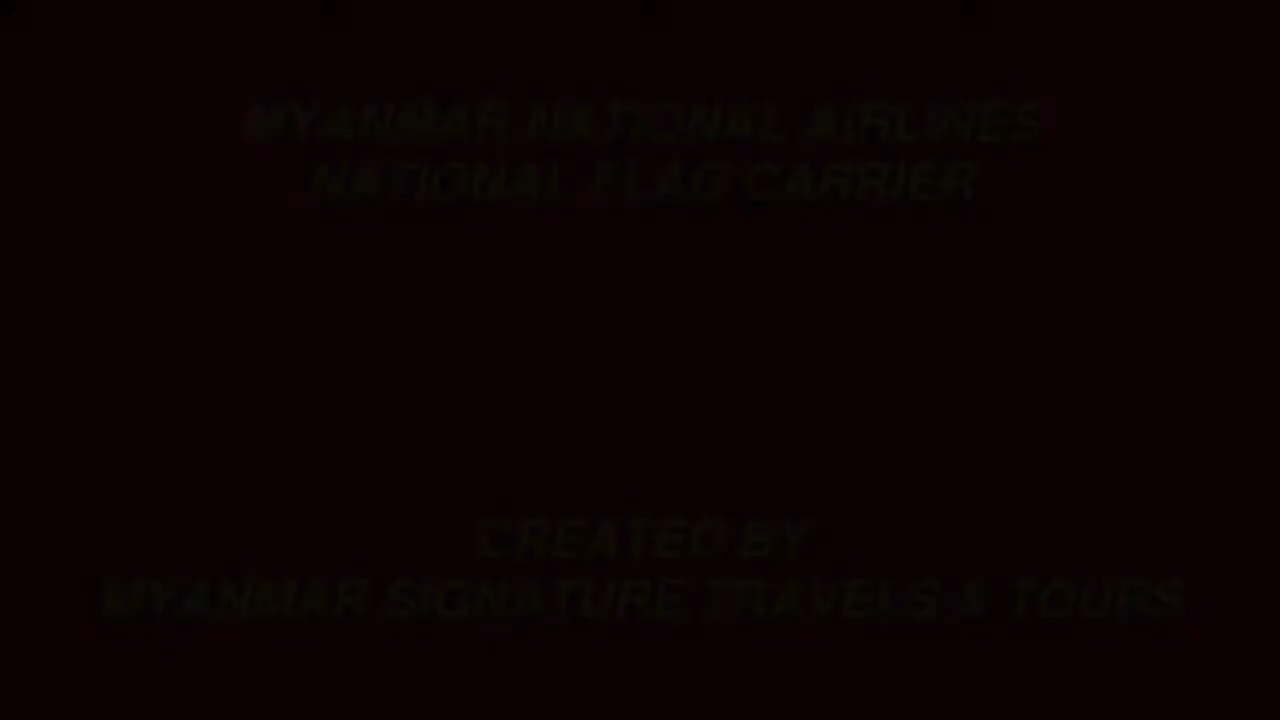 MYANMAR NATIONAL AIRLINES
NATIONAL FLAG CARRIER
CREATED BY
MYANMAR SIGNATURE TRAVELS & TOURS